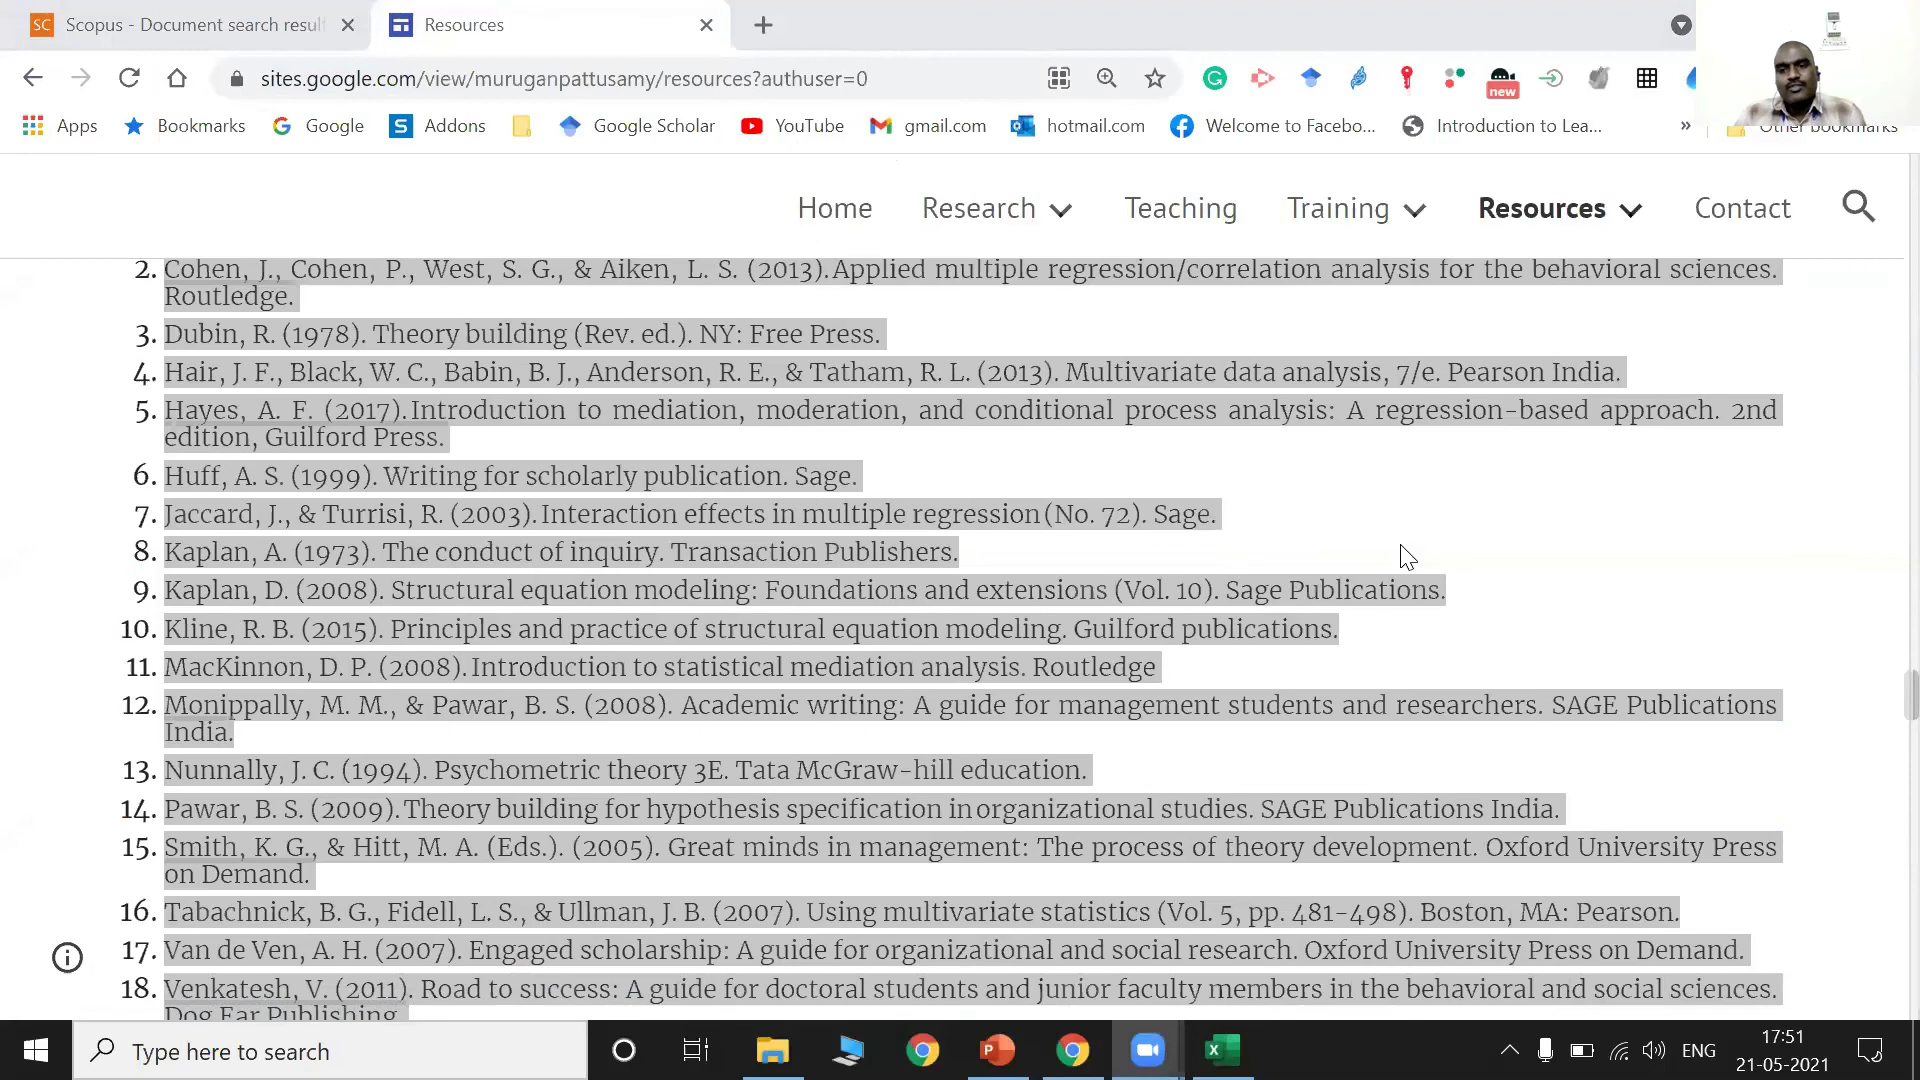 Scopus - Document search resul
Resources
sites.google.com/view/muruganpattusamy/resources?authuser=0
new
Apps
Bookmarks
Google
Addons
Google Scholar
YouTube
gmail.com
hotmail.com
Welcome to Facebo...
Introduction to Lea...
»
Other bookmarks
Home
Research
Teaching
Training
Resources
Contact
2. Cohen, J., Cohen, P., West, S. G., & Aiken, L. S. (2013). Applied multiple regression/correlation analysis for the behavioral sciences.
Routledge.
3. Dubin, R. (1978). Theory building (Rev. ed.). NY: Free Press.
4. Hair, J. F., Black, W. C., Babin, B. J., Anderson, R. E., & Tatham, R. L. (2013). Multivariate data analysis, 7/e. Pearson India.
5. Hayes, A. F. (2017). Introduction to mediation, moderation, and conditional process analysis: A regression-based approach. 2nd
edition, Guilford Press.
6. Huff, A. S. (1999). Writing for scholarly publication. Sage.
7. Jaccard, J., & Turrisi, R. (2003). Interaction effects in multiple regression (No. 72). Sage.
8. Kaplan, A. (1973). The conduct of inquiry. Transaction Publishers.
9. Kaplan, D. (2008). Structural equation modeling: Foundations and extensions (Vol. 10). Sage Publications.
10. Kline, R. B. (2015). Principles and practice of structural equation modeling. Guilford publications.
11. MacKinnon, D. P. (2008). Introduction to statistical mediation analysis. Routledge
12. Monippally, M. M., & Pawar, B. S. (2008). Academic writing: A guide for management students and researchers. SAGE Publications
India.
13. Nunnally, J. C. (1994). Psychometric theory 3E. Tata McGraw-hill education.
14. Pawar, B. S. (2009). Theory building for hypothesis specification in organizational studies. SAGE Publications India.
15. Smith, K. G., & Hitt, M. A. (Eds.). (2005). Great minds in management: The process of theory development. Oxford University Press
on Demand.
16. Tabachnick, B. G., Fidell, L. S., & Ullman, J. B. (2007). Using multivariate statistics (Vol. 5, pp. 481-498). Boston, MA: Pearson.
17. Van de Ven, A. H. (2007). Engaged scholarship: A guide for organizational and social research. Oxford University Press on Demand.
18. Venkatesh, V. (2011). Road to success: A guide for doctoral students and junior faculty members in the behavioral and social sciences.
Dog Ear Publishing.
Type here to search
ENG
17:51
21-05-2021